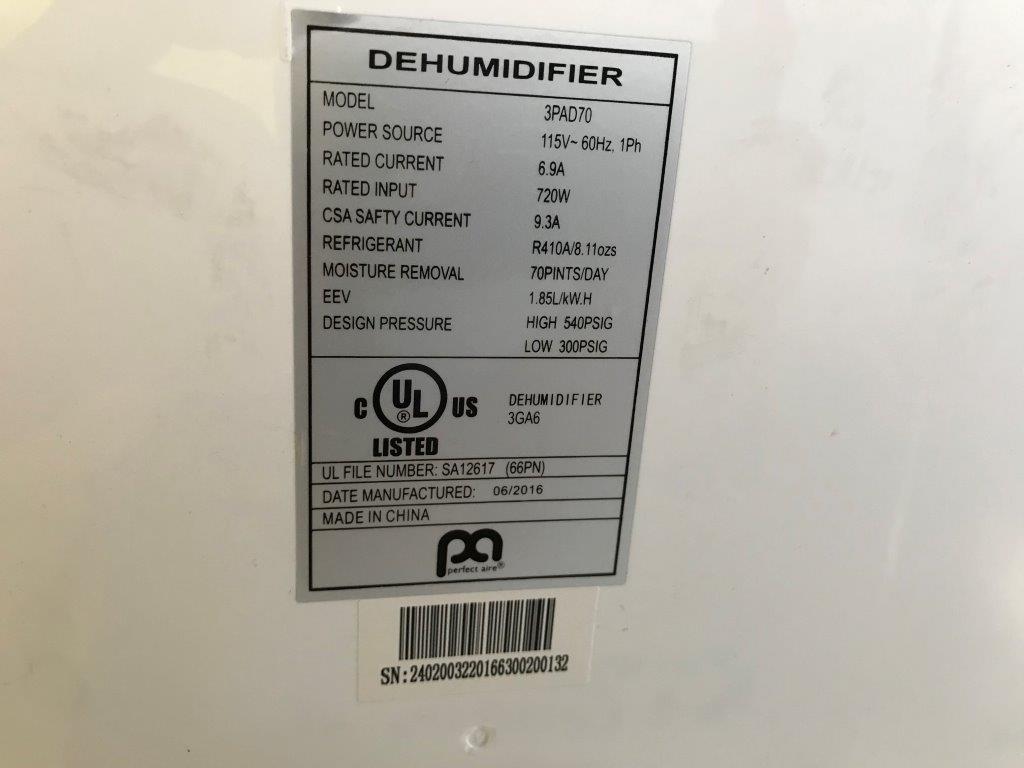 DEHUMIDIFIER
MODEL 3PAD70
POWER SOURCE 115V~ 60Hz, 1Ph
RATED CURRENT 6.9A
RATED INPUT 720W
CSA SAFTY CURRENT 9.3A
REFRIGERANT R410A/8.11ozs
MOISTURE REMOVAL 70PINTS/DAY
EEV 1.85L/kW.H
DESIGN PRESSURE HIGH 540PSIG
LOW 300PSIG
C UL ® US
LISTED
DEHUMIDIFIER
3GA6
UL FILE NUMBER: SA12617 (66PN)
DATE MANUFACTURED: 06/2016
MADE IN CHINA
pa
perfect aire®
SN:2402003220166300200132